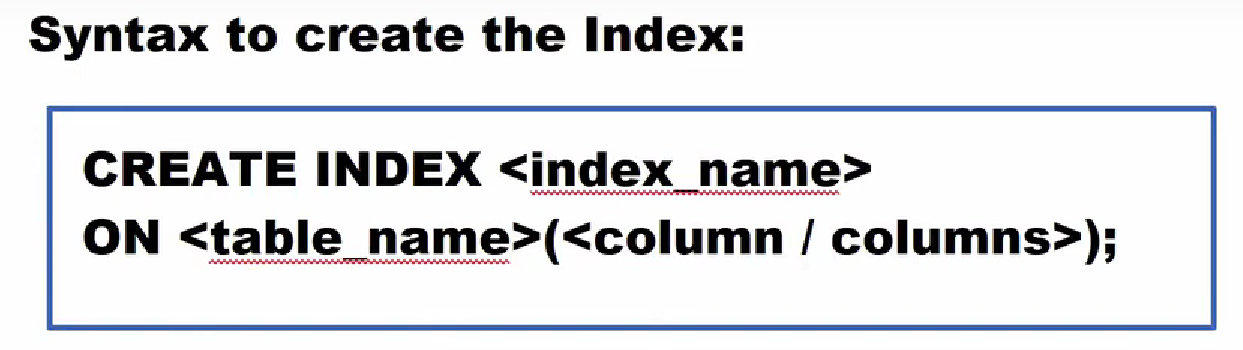 Syntax to create the Index:
CREATE INDEX <index_name>
ON <table_name>(<column / columns>);